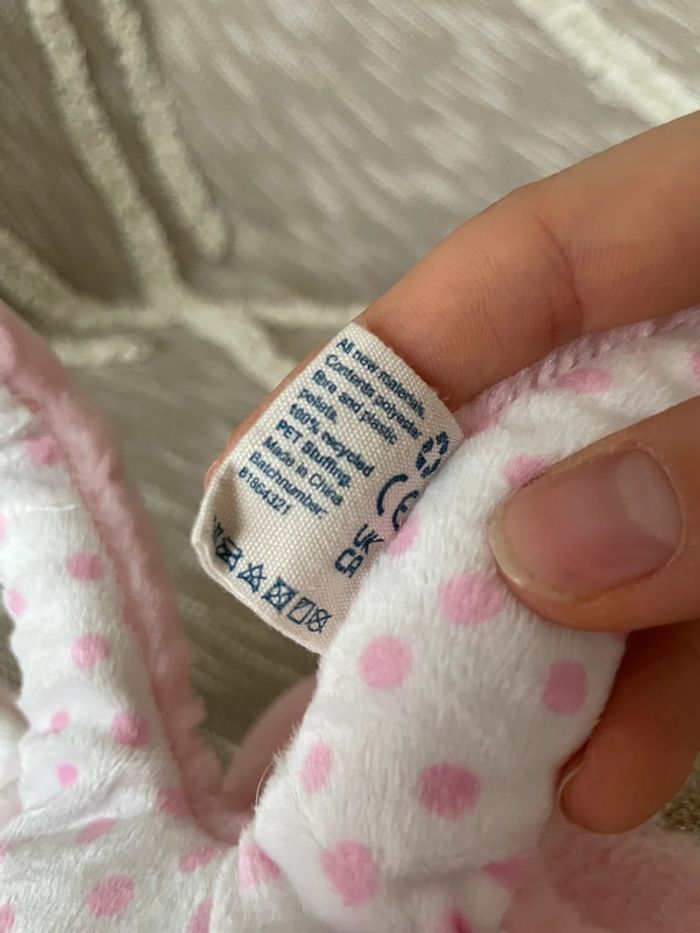 All new materials.
Contents polyester
fibre and plastic
pellets.
100% recycled
PET Stuffing.
Made in China
Batchnumber:
81864321
CE
UK
CA